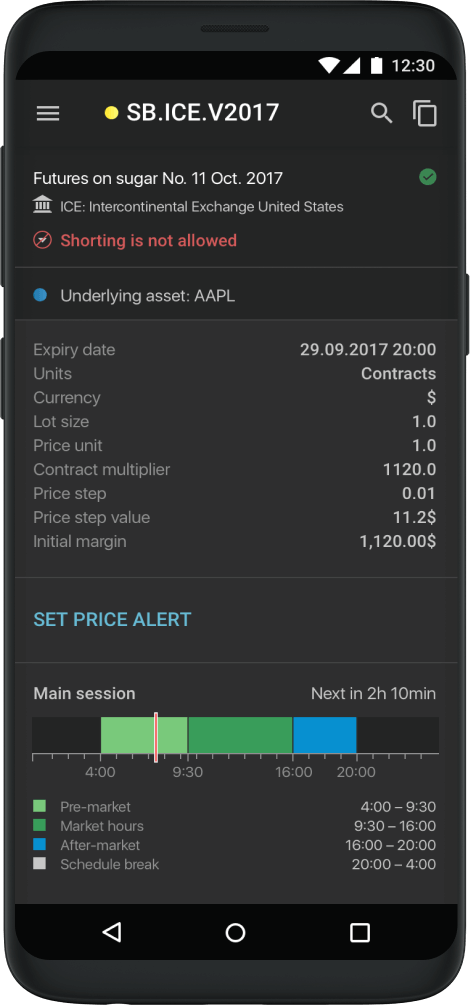 12:30
SB.ICE.V2017
Futures on sugar No. 11 Oct. 2017
ICE: Intercontinental Exchange United States
Shorting is not allowed
Underlying asset: AAPL
Expiry date 29.09.2017 20:00
Units Contracts
Currency $
Lot size 1.0
Price unit 1.0
Contract multiplier 1120.0
Price step 0.01
Price step value 11.2$
Initial margin 1,120.00$
SET PRICE ALERT
Main session Next in 2h 10min
4:00 9:30 16:00 20:00
Pre-market 4:00 – 9:30
Market hours 9:30 – 16:00
After-market 16:00 – 20:00
Schedule break 20:00 – 4:00